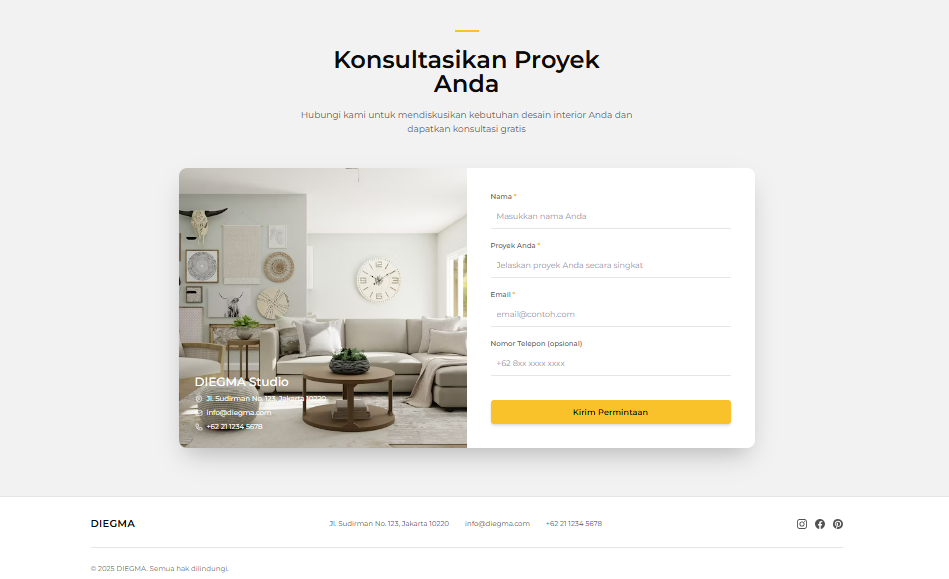 Konsultasikan Proyek
Anda
Hubungi kami untuk mendiskusikan kebutuhan desain interior Anda dan
dapatkan konsultasi gratis
DIEGMA Studio
Jl. Sudirman No. 123, Jakarta 10220
info@diegma.com
+62 21 1234 5678
Nama *
Masukkan nama Anda
Proyek Anda *
Jelaskan proyek Anda secara singkat
Email *
email@contoh.com
Nomor Telepon (opsional)
+62 8xx xxxx xxxx
Kirim Permintaan
DIEGMA
Jl. Sudirman No. 123, Jakarta 10220
info@diegma.com
+62 21 1234 5678
© 2025 DIEGMA. Semua hak dilindungi.